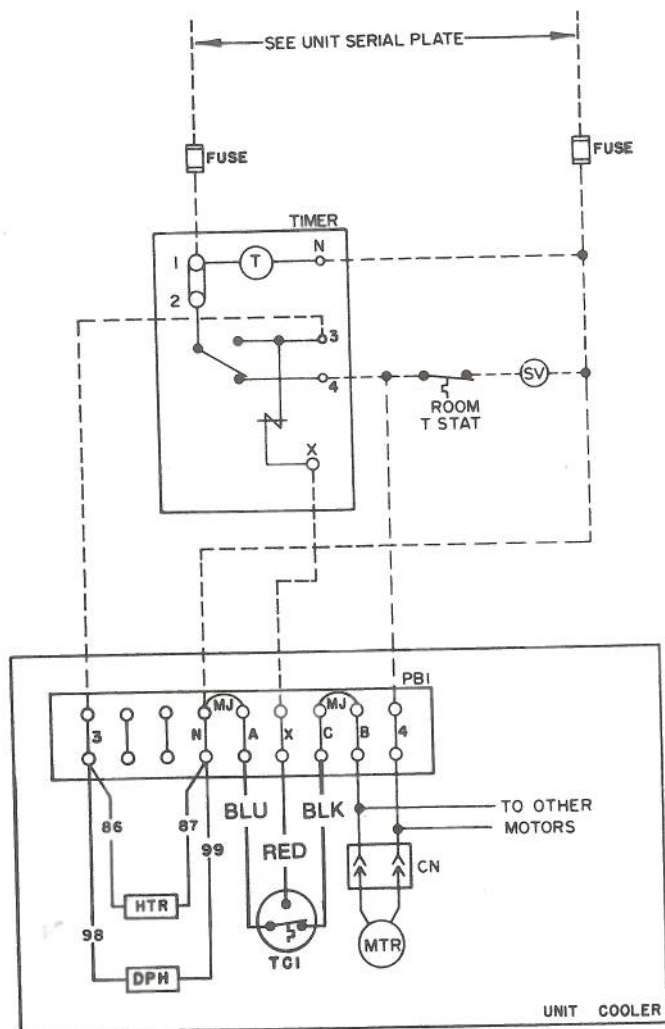 SEE UNIT SERIAL PLATE
FUSE
FUSE
TIMER
1
T
N
2
3
4
SV
ROOM
T STAT
X
PB1
MJ
MJ
3
N
A
X
C
B
4
BLU
BLK
TO OTHER
MOTORS
86
87
99
RED
CN
HTR
98
MTR
TC1
DPH
UNIT COOLER